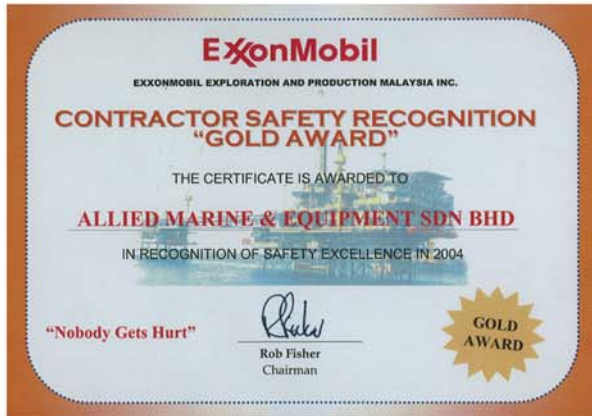 ExxonMobil
EXXONMOBIL EXPLORATION AND PRODUCTION MALAYSIA INC.
CONTRACTOR SAFETY RECOGNITION
“GOLD AWARD”
THE CERTIFICATE IS AWARDED TO
ALLIED MARINE & EQUIPMENT SDN BHD
IN RECOGNITION OF SAFETY EXCELLENCE IN 2004
“Nobody Gets Hurt”
Rob Fisher
Chairman
GOLD
AWARD